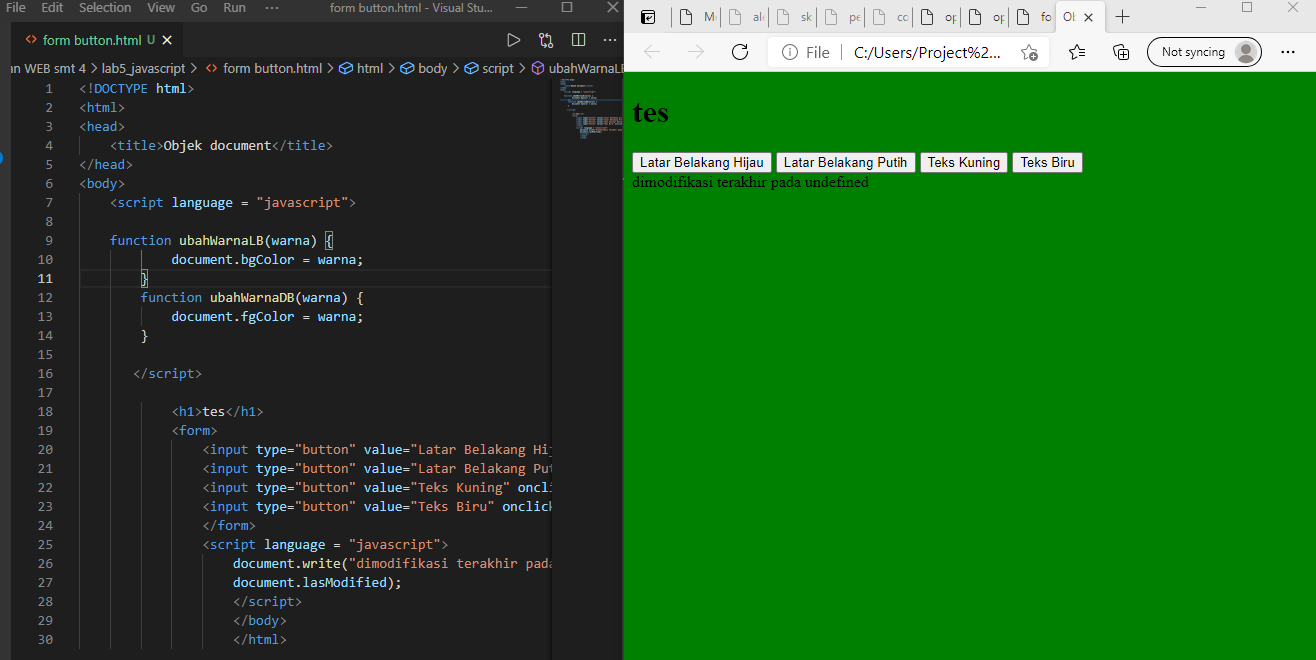 File Edit Selection View Go Run ··· form button.html - Visual Stu...
form button.html U
an WEB smt 4 > lab5_javascript > form button.html > html > body > script > ubahWarnaLB
1 <!DOCTYPE html>
2 <html>
3 <head>
4 <title>Objek document</title>
5 </head>
6 <body>
7 <script language = "javascript">
8
9 function ubahWarnaLB(warna) {
10 document.bgColor = warna;
11 }
12 function ubahWarnaDB(warna) {
13 document.fgColor = warna;
14 }
15
16 </script>
17
18 <h1>tes</h1>
19 <form>
20 <input type="button" value="Latar Belakang Hij
21 <input type="button" value="Latar Belakang Put
22 <input type="button" value="Teks Kuning" oncli
23 <input type="button" value="Teks Biru" onclick
24 </form>
25 <script language = "javascript">
26 document.write("dimodifikasi terakhir pada
27 document.lasModified);
28 </script>
29 </body>
30 </html>
M al sk pe co op op fo Ob
File C:/Users/Project%2... Not syncing
tes
Latar Belakang Hijau Latar Belakang Putih Teks Kuning Teks Biru
dimodifikasi terakhir pada undefined